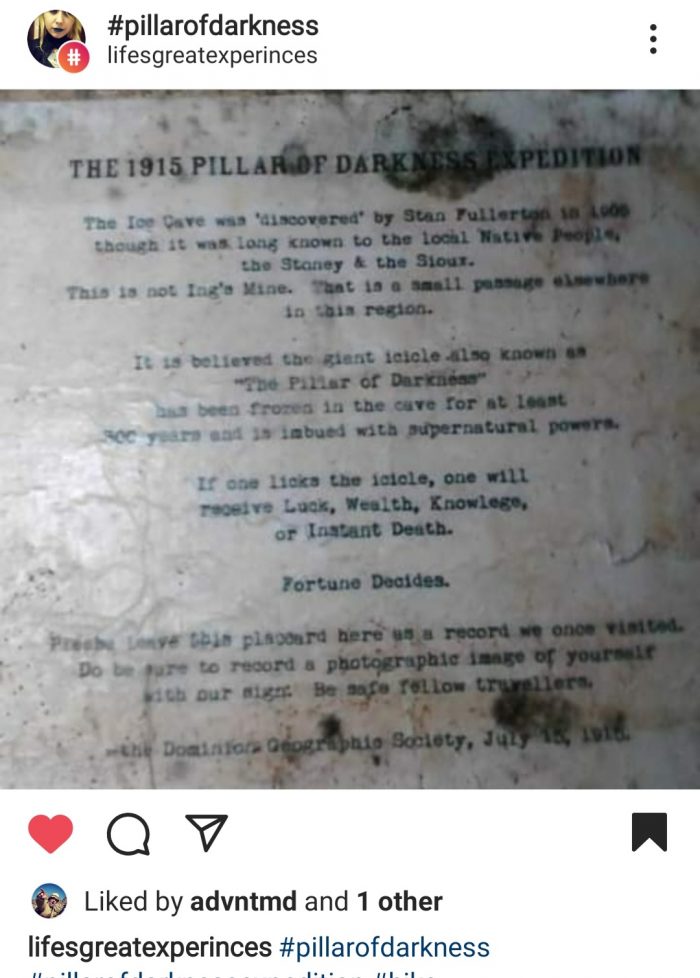 #pillarofdarkness
#
lifesgreatexperinces
THE 1915 PILLAR OF DARKNESS EXPEDITION
The Ice Cave was 'discovered' by Stan Fullerton in
though it was long known to the local Native People,
the Stoney & the Sioux.
This is not Ing's Mine. That is a small passage elsewhere
in this region.
It is believed the giant icicle also known as
"The Pillar of Darkness"
has been frozen in the cave for at least
years and is imbued with supernatural powers.
If one licks the icicle, one will
receive Luck, Wealth, Knowlege,
or Instant Death.
Fortune Decides.
leave this placcard here as a record we once visited.
Do be sure to record a photographic image of yourself
with our sign. Be safe fellow travellers.
-the Dominion Geographic Society, July 15, 1915.
Liked by advntmd and 1 other
lifesgreatexperinces #pillarofdarkness
#pillarofdarknessexpedition #hike